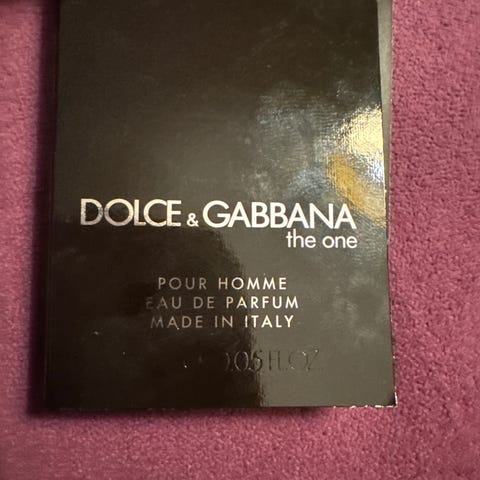 DOLCE & GABBANA
the one
POUR HOMME
EAU DE PARFUM
MADE IN ITALY
0.05 FL.OZ.